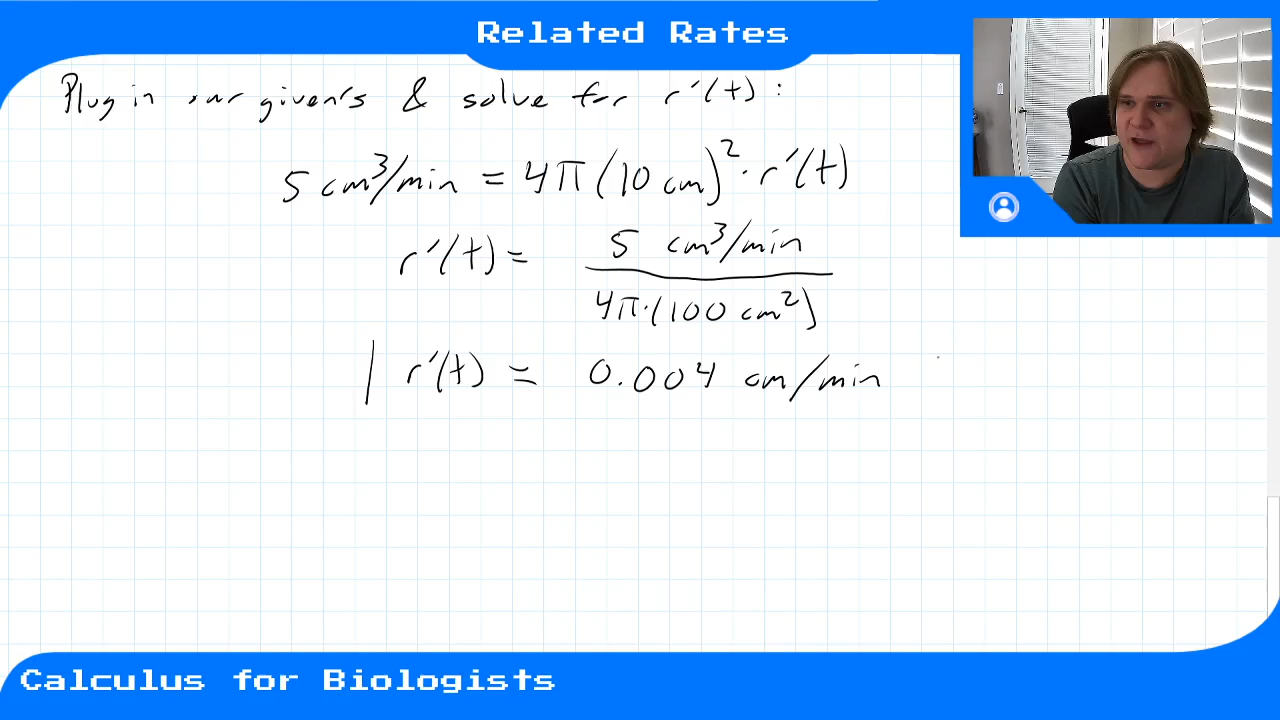 Related Rates
Plug in our given's & solve for r'(t):
5 cm³/min = 4π(10 cm)²·r'(t)
r'(t) = 5 cm³/min
4π·(100 cm²)
r'(t) = 0.004 cm/min
Calculus for Biologists